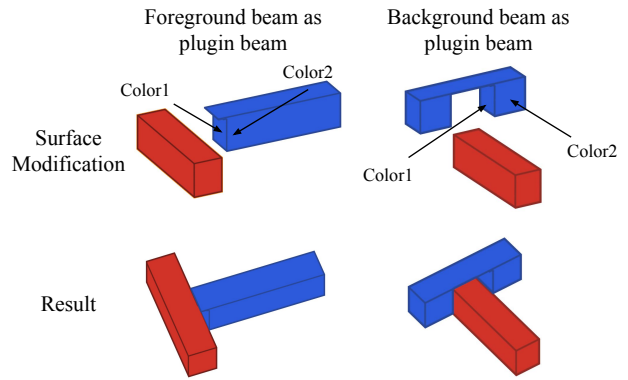 Foreground beam as
plugin beam
Background beam as
plugin beam
Color1
Color2
Surface
Modification
Color1
Color2
Result